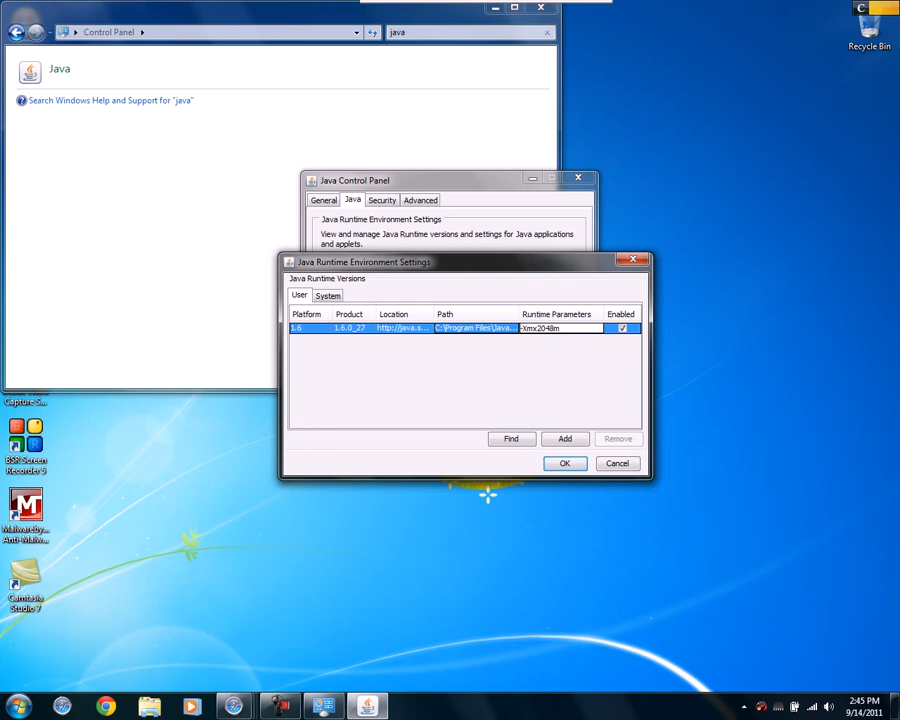 C
Control Panel
java
Recycle Bin
Java
Search Windows Help and Support for "java"
Java Control Panel
General Java Security Advanced
Java Runtime Environment Settings
View and manage Java Runtime versions and settings for Java applications
and applets.
Java Runtime Environment Settings
Java Runtime Versions
User System
Platform Product Location Path Runtime Parameters Enabled
1.6 1.6.0_27 http://java.s... C:\Program Files\Java... -Xmx2048m
Find Add Remove
OK Cancel
Capture S...
BSR Screen
Recorder 5
Malwareby...
Anti-Malw...
Camtasia
Studio 7
2:45 PM
9/14/2011